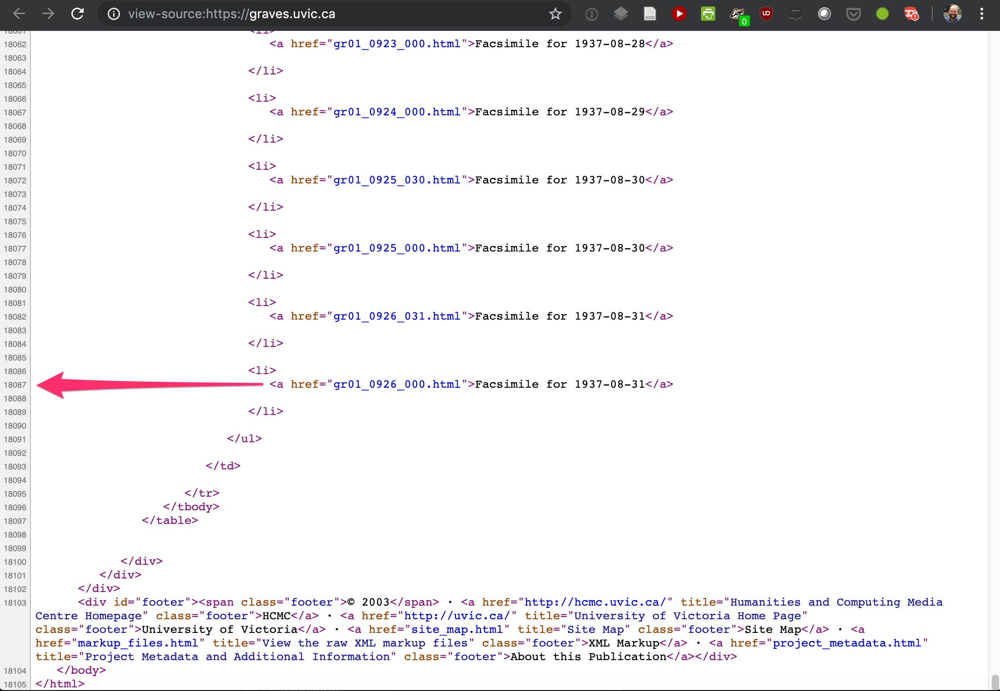 view-source:https://graves.uvic.ca
0
18061 <li>
18062 <a href="gr01_0923_000.html">Facsimile for 1937-08-28</a>
18063
18064 </li>
18065
18066 <li>
18067 <a href="gr01_0924_000.html">Facsimile for 1937-08-29</a>
18068
18069 </li>
18070
18071 <li>
18072 <a href="gr01_0925_030.html">Facsimile for 1937-08-30</a>
18073
18074 </li>
18075
18076 <li>
18077 <a href="gr01_0925_000.html">Facsimile for 1937-08-30</a>
18078
18079 </li>
18080
18081 <li>
18082 <a href="gr01_0926_031.html">Facsimile for 1937-08-31</a>
18083
18084 </li>
18085
18086 <li>
18087 <a href="gr01_0926_000.html">Facsimile for 1937-08-31</a>
18088
18089 </li>
18090
18091 </ul>
18092
18093 </td>
18094
18095 </tr>
18096 </tbody>
18097 </table>
18098
18099
18100 </div>
18101 </div>
18102 </div>
18103 <div id="footer"><span class="footer">© 2003</span> · <a href="http://hcmc.uvic.ca/" title="Humanities and Computing Media
Centre Homepage" class="footer">HCMC</a> · <a href="http://uvic.ca/" title="University of Victoria Home Page"
class="footer">University of Victoria</a> · <a href="site_map.html" title="Site Map" class="footer">Site Map</a> · <a
href="markup_files.html" title="View the raw XML markup files" class="footer">XML Markup</a> · <a href="project_metadata.html"
title="Project Metadata and Additional Information" class="footer">About this Publication</a></div>
18104 </body>
18105 </html>